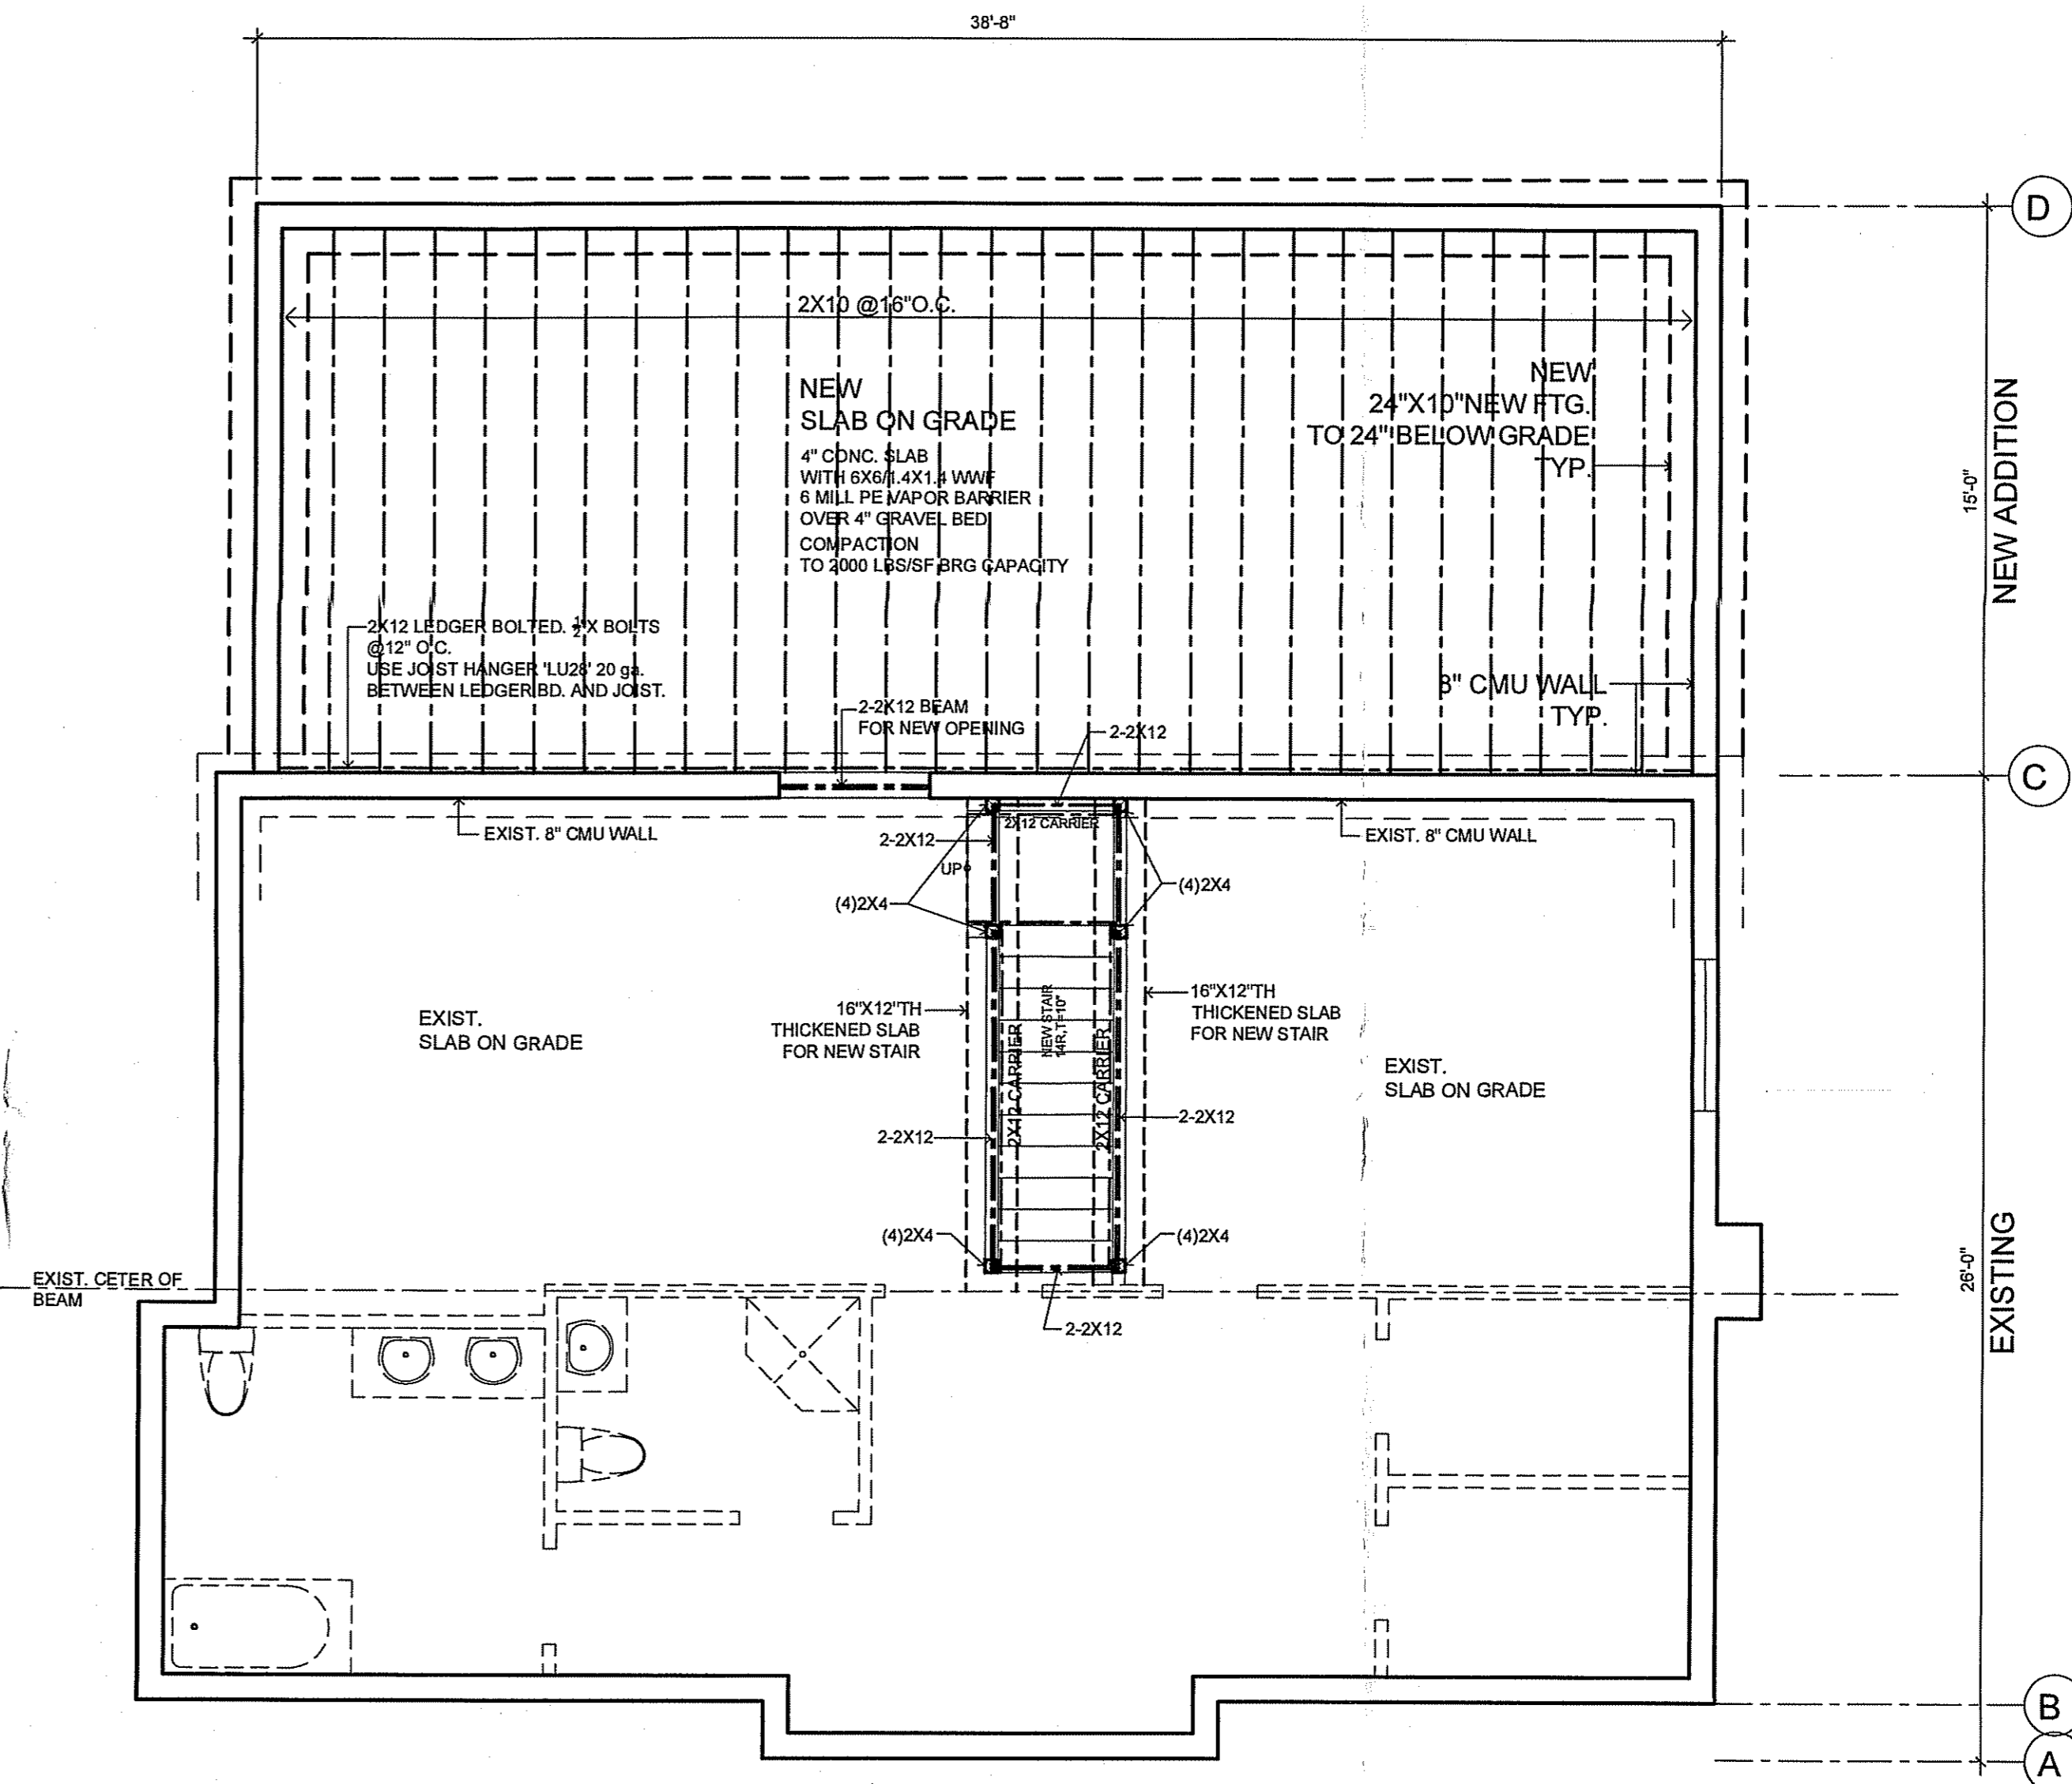 38'-8"
D
2X10 @16"O.C.
NEW
SLAB ON GRADE
4" CONC. SLAB
WITH 6X6/1.4X1.4 WWF
6 MILL PE VAPOR BARRIER
OVER 4" GRAVEL BED
COMPACTION
TO 2000 LBS/SF BRG CAPACITY
NEW
24"X10"NEW FTG.
TO 24" BELOW GRADE
TYP.
15'-0"
NEW ADDITION
2X12 LEDGER BOLTED. ½"X BOLTS
@12" O.C.
USE JOIST HANGER 'LU28' 20 ga.
BETWEEN LEDGER BD. AND JOIST.
8" CMU WALL
TYP.
2-2X12 BEAM
FOR NEW OPENING
2-2X12
C
EXIST. 8" CMU WALL
2X12 CARRIER
EXIST. 8" CMU WALL
2-2X12
UP
(4)2X4
(4)2X4
16"X12"TH
THICKENED SLAB
FOR NEW STAIR
NEW STAIR
14R,T=10"
16"X12"TH
THICKENED SLAB
FOR NEW STAIR
EXIST.
SLAB ON GRADE
EXIST.
SLAB ON GRADE
2X12 CARRIER
2X12 CARRIER
2-2X12
2-2X12
(4)2X4
(4)2X4
EXIST. CETER OF
BEAM
2-2X12
26'-0"
EXISTING
B
A